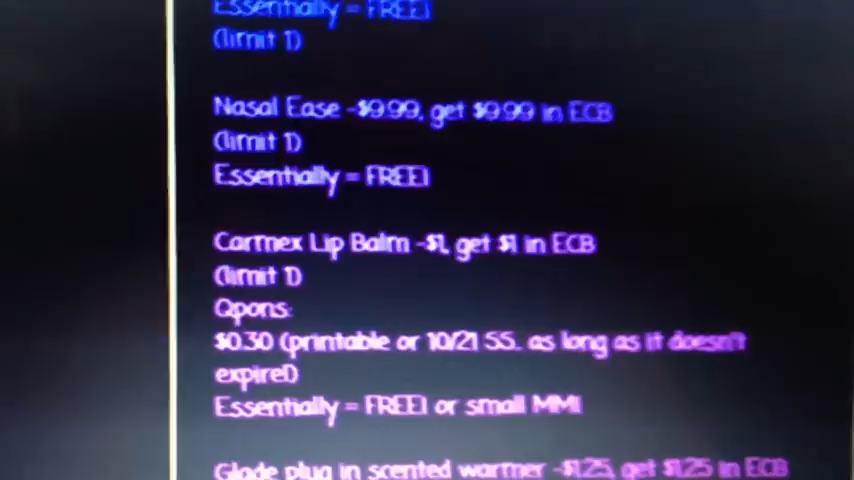 Essentially = FREE!
(limit 1)
Nasal Ease -$9.99, get $9.99 in ECB
(limit 1)
Essentially = FREE!
Carmex Lip Balm -$1, get $1 in ECB
(limit 1)
Qpons:
$0.30 (printable or 10/21 SS.. as long as it doesn't
expire!)
Essentially = FREE! or small MM!
Glade plug in scented warmer -$1.25, get $1.25 in ECB